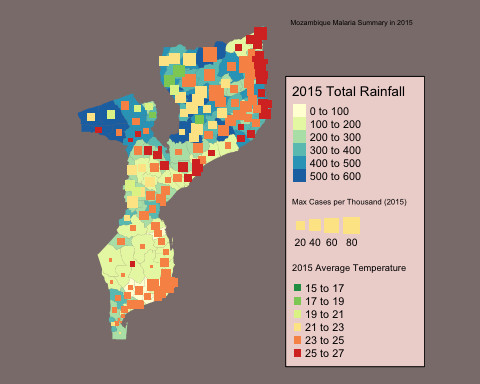 Mozambique Malaria Summary in 2015
2015 Total Rainfall
0 to 100
100 to 200
200 to 300
300 to 400
400 to 500
500 to 600
Max Cases per Thousand (2015)
20 40 60 80
2015 Average Temperature
15 to 17
17 to 19
19 to 21
21 to 23
23 to 25
25 to 27